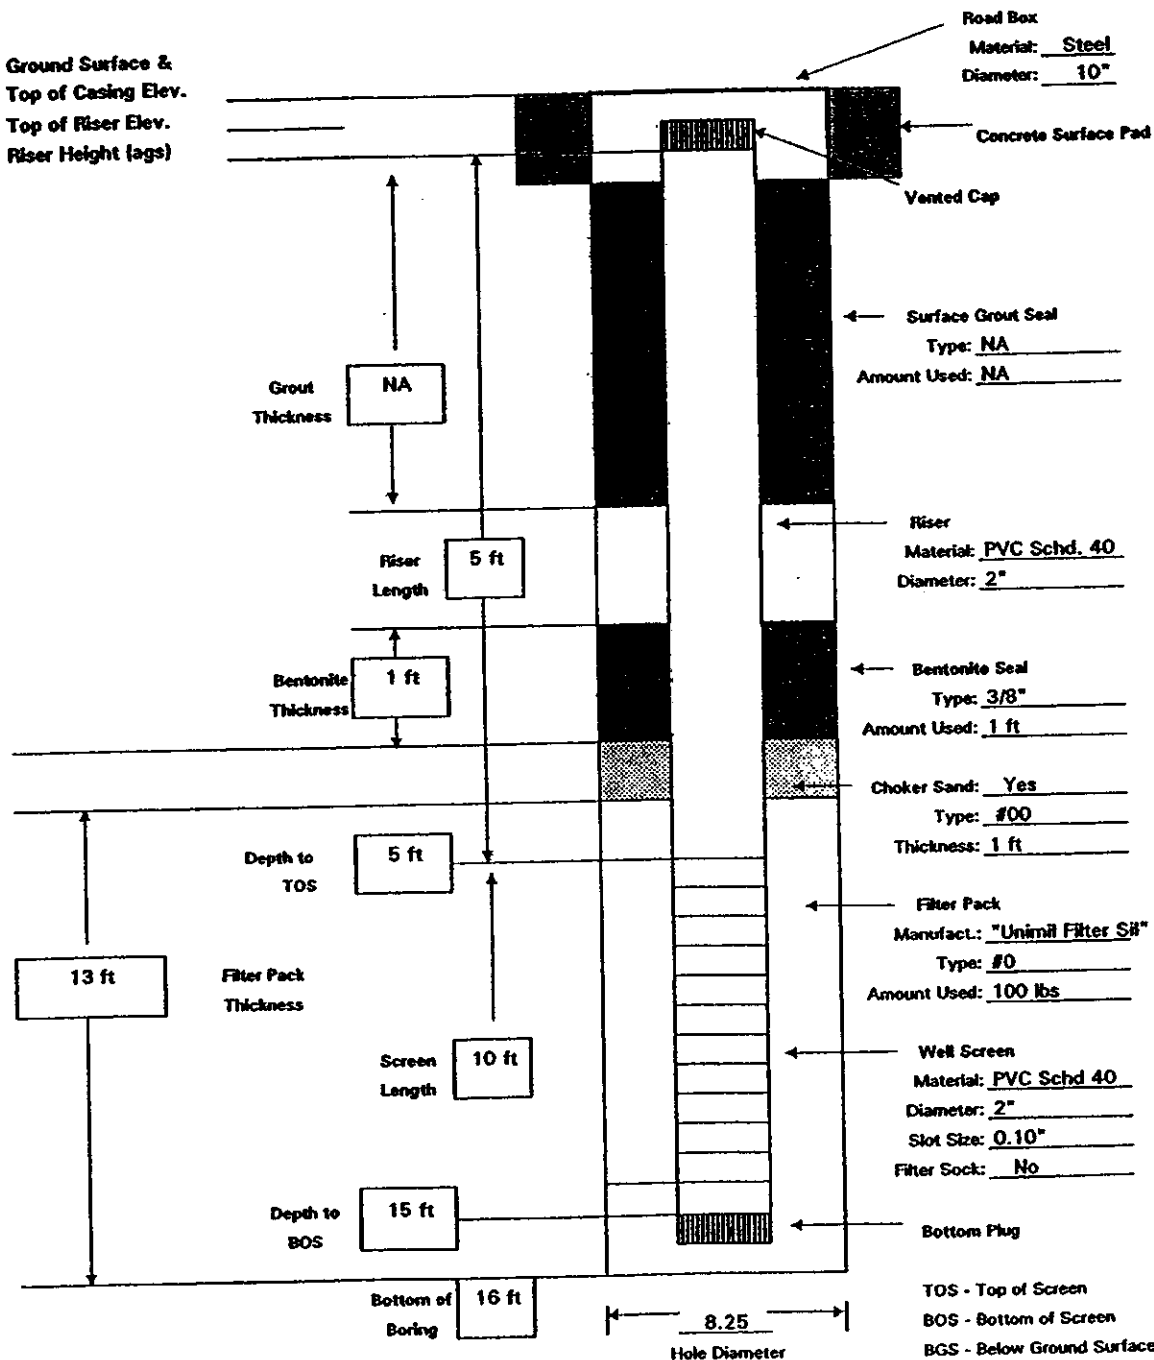 Road Box
Material: Steel
Diameter: 10"
Ground Surface &
Top of Casing Elev.
Top of Riser Elev.
Riser Height (ags)
Concrete Surface Pad
Vented Cap
Surface Grout Seal
Type: NA
Amount Used: NA
Grout
Thickness
NA
Riser
Material: PVC Schd. 40
Diameter: 2"
Riser
Length
5 ft
Bentonite
Thickness
1 ft
Bentonite Seal
Type: 3/8"
Amount Used: 1 ft
Choker Sand: Yes
Type: #00
Thickness: 1 ft
Depth to
TOS
5 ft
Filter Pack
Manufact.: "Unimil Filter Sil"
Type: #0
Amount Used: 100 lbs
13 ft
Filter Pack
Thickness
Screen
Length
10 ft
Well Screen
Material: PVC Schd 40
Diameter: 2"
Slot Size: 0.10"
Filter Sock: No
Depth to
BOS
15 ft
Bottom Plug
Bottom of
Boring
16 ft
8.25
Hole Diameter
TOS - Top of Screen
BOS - Bottom of Screen
BGS - Below Ground Surface